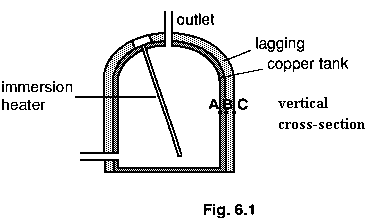 outlet
lagging
copper tank
immersion
heater
A B C
vertical
cross-section
Fig. 6.1